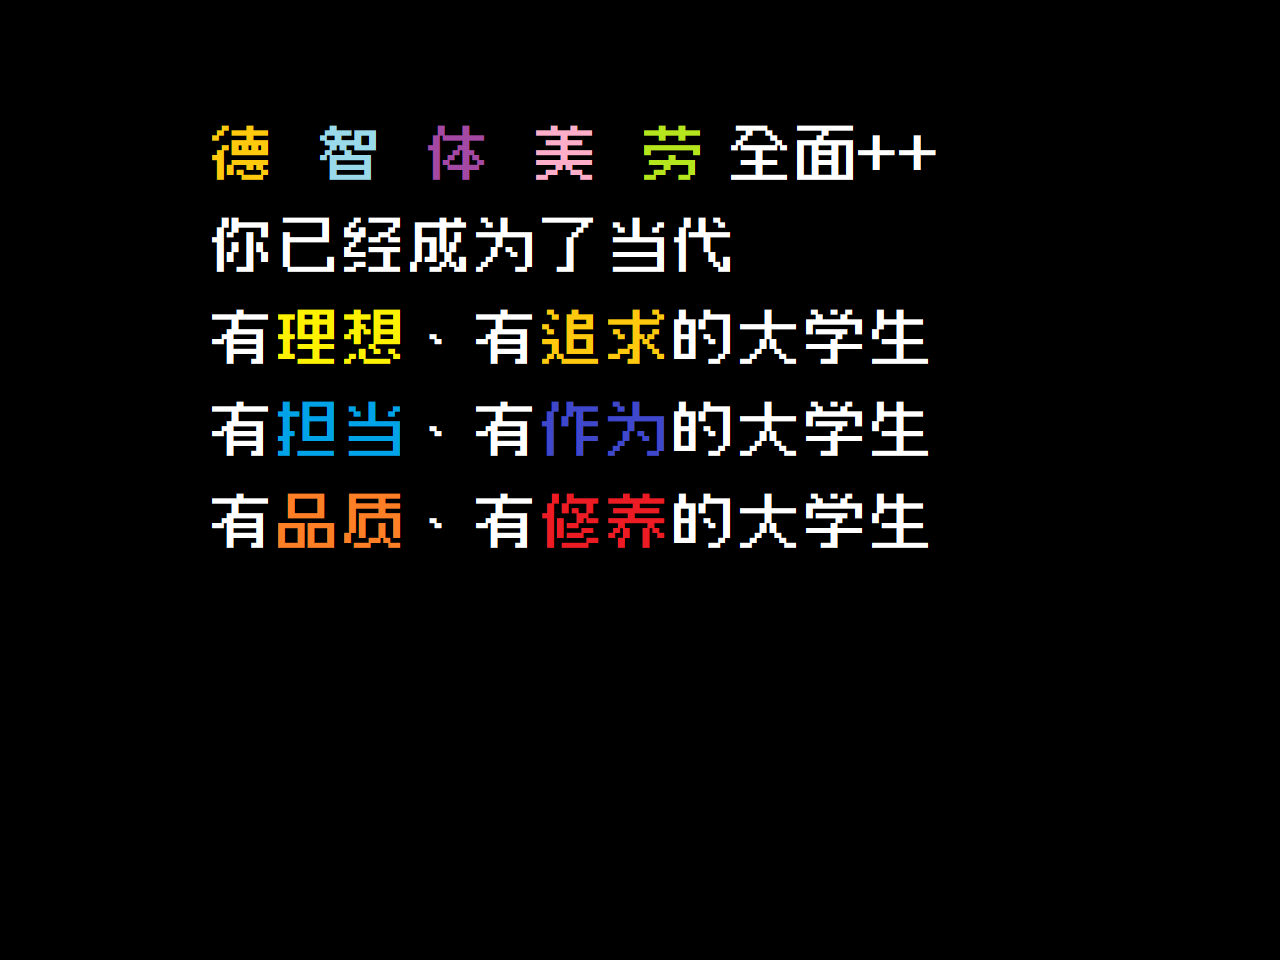 德 智 体 美 劳 全面++
你已经成为了当代
有理想、有追求的大学生
有担当、有作为的大学生
有品质、有修养的大学生